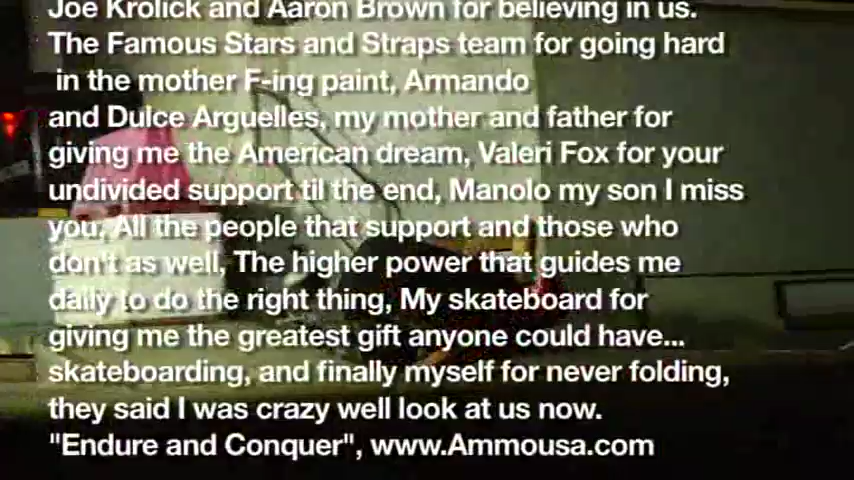 Joe Krolick and Aaron Brown for believing in us.
The Famous Stars and Straps team for going hard
in the mother F-ing paint, Armando
and Dulce Arguelles, my mother and father for
giving me the American dream, Valeri Fox for your
undivided support til the end, Manolo my son I miss
you, All the people that support and those who
don't as well, The higher power that guides me
daily to do the right thing, My skateboard for
giving me the greatest gift anyone could have...
skateboarding, and finally myself for never folding,
they said I was crazy well look at us now.
"Endure and Conquer", www.Ammousa.com